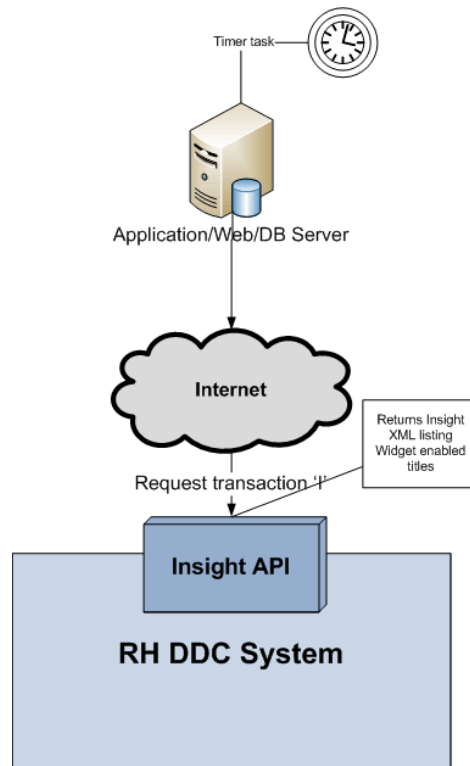 Timer task
Application/Web/DB Server
Internet
Returns Insight
XML listing
Widget enabled
titles
Request transaction ‘I’
Insight API
RH DDC System